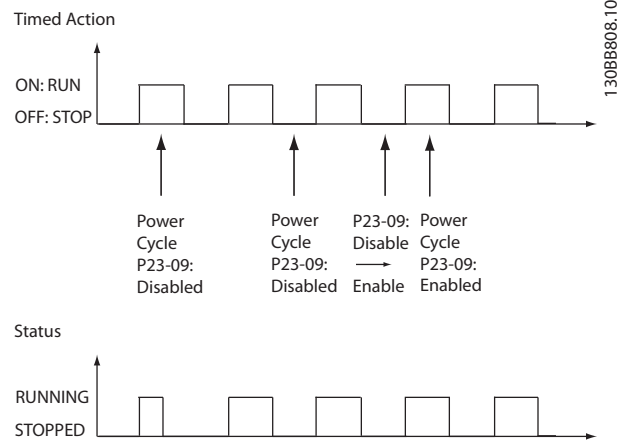 Timed Action
130BB808.10
ON: RUN
OFF: STOP
Power
Cycle
P23-09:
Disabled
Power
Cycle
P23-09:
Disabled
P23-09:
Disable
Enable
Power
Cycle
P23-09:
Enabled
Status
RUNNING
STOPPED